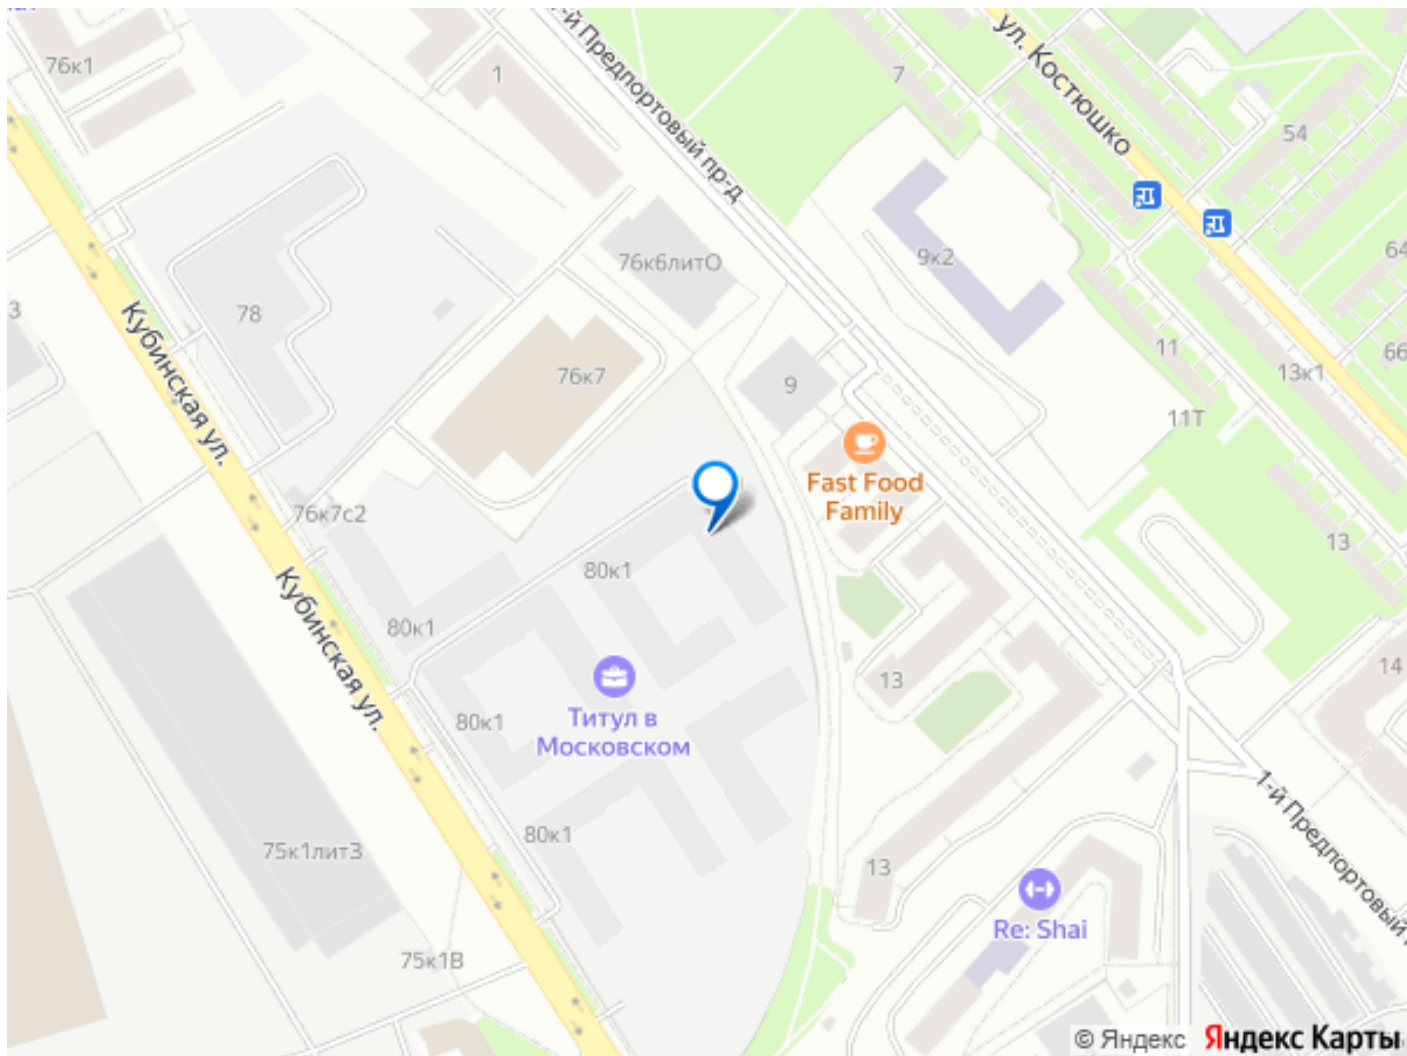 76к1
1
1-й Предпортовый пр-д
7
ул. Костюшко
54
76к6литО
9к2
64
3
78
Кубинская ул.
76к7
9
11
13к1
66
11Т
Fast Food
Family
76к7с2
80к1
13
Кубинская ул.
80к1
13
14
80к1
Титул в
Московском
1-й Предпортовый
80к1
75к1лит3
13
Re: Shai
75к1В
© Яндекс Яндекс Карты